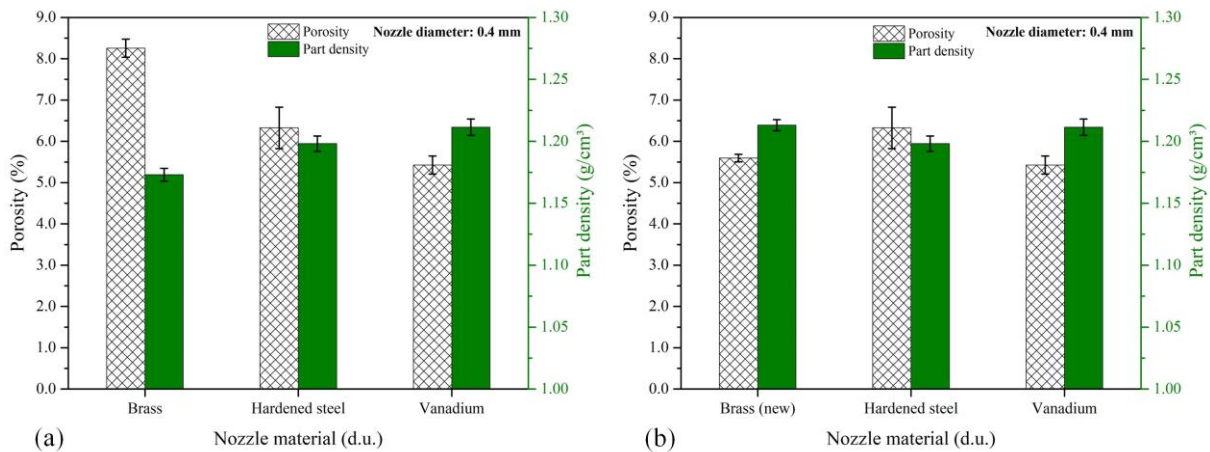 Porosity
Part density
Nozzle diameter: 0.4 mm
9.0
8.0
7.0
6.0
5.0
4.0
3.0
2.0
1.0
0.0
Porosity (%)
1.30
1.25
1.20
1.15
1.10
1.05
1.00
Part density (g/cm³)
Brass Hardened steel Vanadium
(a) Nozzle material (d.u.)
Porosity
Part density
Nozzle diameter: 0.4 mm
9.0
8.0
7.0
6.0
5.0
4.0
3.0
2.0
1.0
0.0
Porosity (%)
1.30
1.25
1.20
1.15
1.10
1.05
1.00
Part density (g/cm³)
Brass (new) Hardened steel Vanadium
(b) Nozzle material (d.u.)